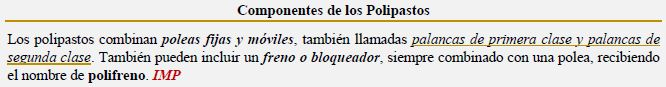 Componentes de los Polipastos
Los polipastos combinan poleas fijas y móviles, también llamadas palancas de primera clase y palancas de
segunda clase. También pueden incluir un freno o bloqueador, siempre combinado con una polea, recibiendo
el nombre de polifreno. IMP